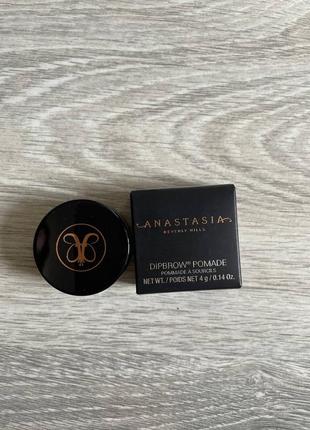 ANASTASIA
BEVERLY HILLS
DIPBROW® POMADE
POMMADE À SOURCILS
NET WT. / POIDS NET 4 g / 0.14 Oz.